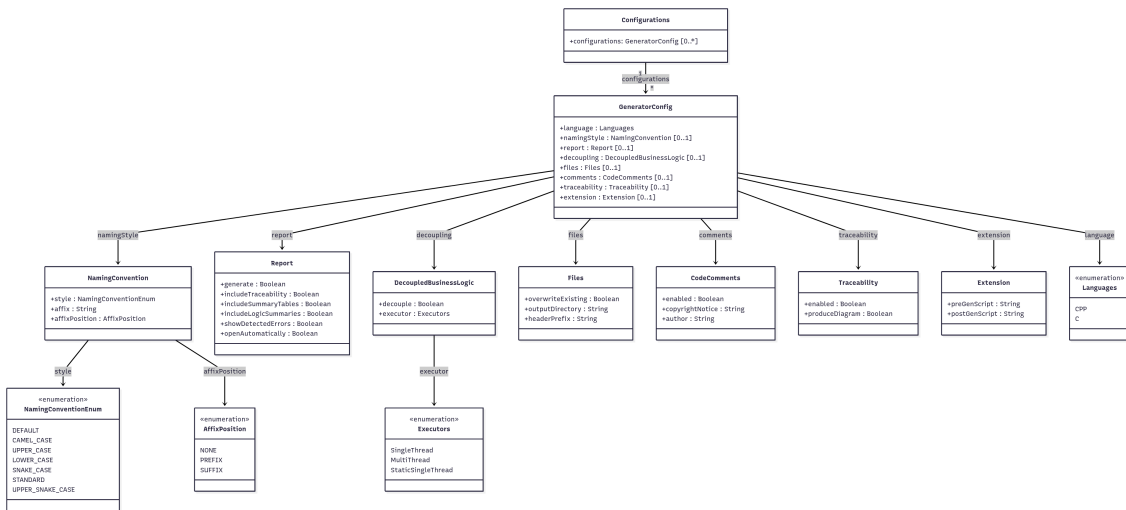 Configurations
+configurations: GeneratorConfig [0..*]
configurations
1
*
GeneratorConfig
+language : Languages
+namingStyle : NamingConvention [0..1]
+report : Report [0..1]
+decoupling : DecoupledBusinessLogic [0..1]
+files : Files [0..1]
+comments : CodeComments [0..1]
+traceability : Traceability [0..1]
+extension : Extension [0..1]
namingStyle
report
decoupling
files
comments
traceability
extension
language
NamingConvention
+style : NamingConventionEnum
+affix : String
+affixPosition : AffixPosition
Report
+generate : Boolean
+includeTraceability : Boolean
+includeSummaryTables : Boolean
+includeLogicSummaries : Boolean
+showDetectedErrors : Boolean
+openAutomatically : Boolean
DecoupledBusinessLogic
+decouple : Boolean
+executor : Executors
Files
+overwriteExisting : Boolean
+outputDirectory : String
+headerPrefix : String
CodeComments
+enabled : Boolean
+copyrightNotice : String
+author : String
Traceability
+enabled : Boolean
+produceDiagram : Boolean
Extension
+preGenScript : String
+postGenScript : String
«enumeration»
Languages
CPP
C
style
affixPosition
executor
«enumeration»
NamingConventionEnum
DEFAULT
CAMEL_CASE
UPPER_CASE
LOWER_CASE
SNAKE_CASE
STANDARD
UPPER_SNAKE_CASE
«enumeration»
AffixPosition
NONE
PREFIX
SUFFIX
«enumeration»
Executors
SingleThread
MultiThread
StaticSingleThread